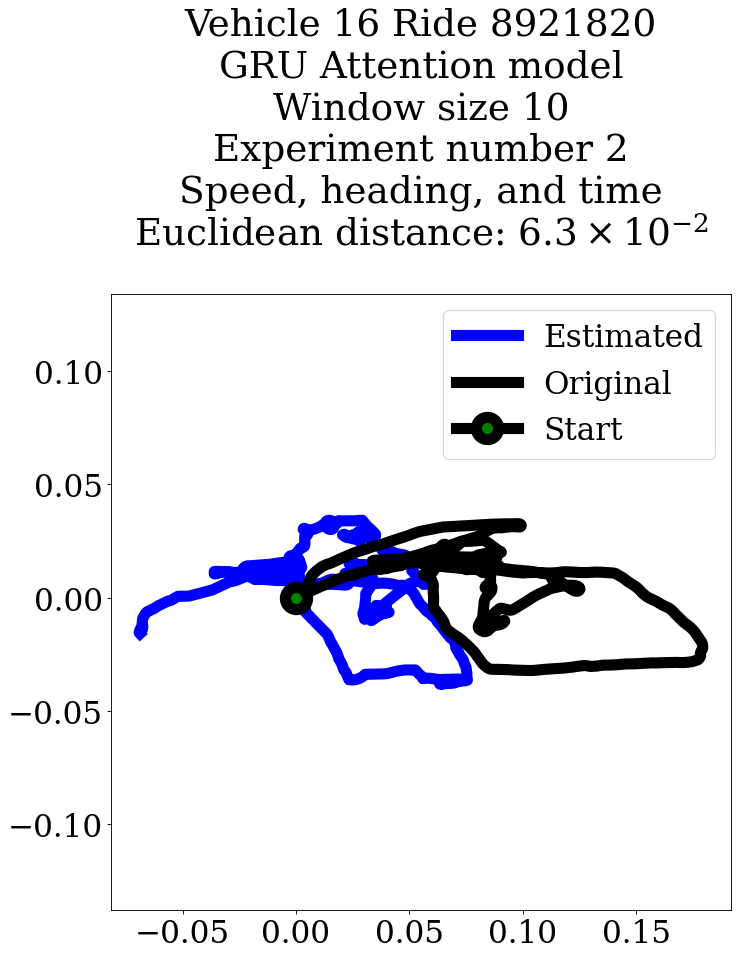 Vehicle 16 Ride 8921820
GRU Attention model
Window size 10
Experiment number 2
Speed, heading, and time
Euclidean distance: 6.3 × 10⁻²
Estimated
Original
Start
0.10
0.05
0.00
−0.05
−0.10
−0.05 0.00 0.05 0.10 0.15